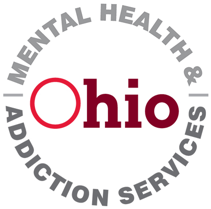 MENTAL HEALTH &
Ohio
ADDICTION SERVICES